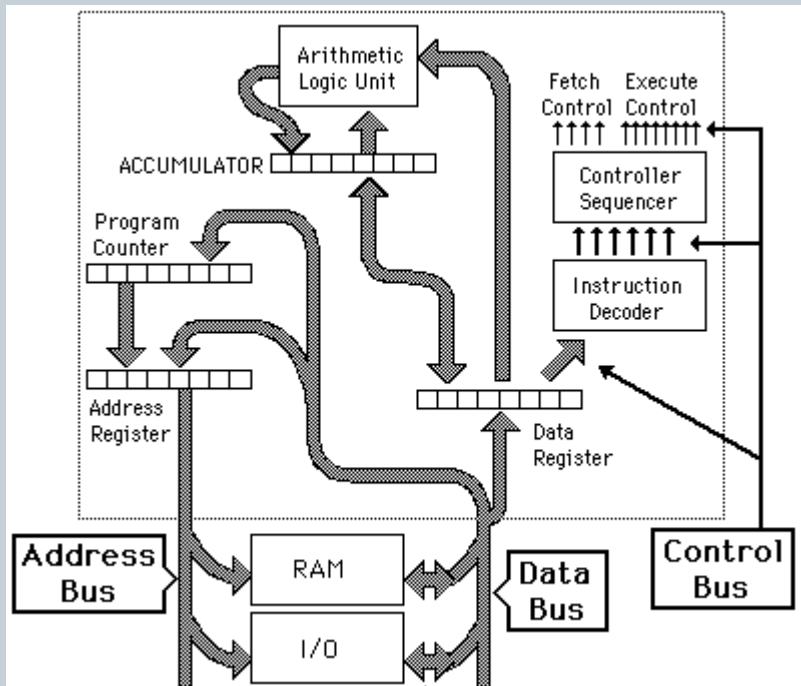 Arithmetic
Logic Unit
Fetch
Control
Execute
Control
ACCUMULATOR
Controller
Sequencer
Program
Counter
Instruction
Decoder
Address
Register
Data
Register
Address
Bus
RAM
Data
Bus
Control
Bus
I/O